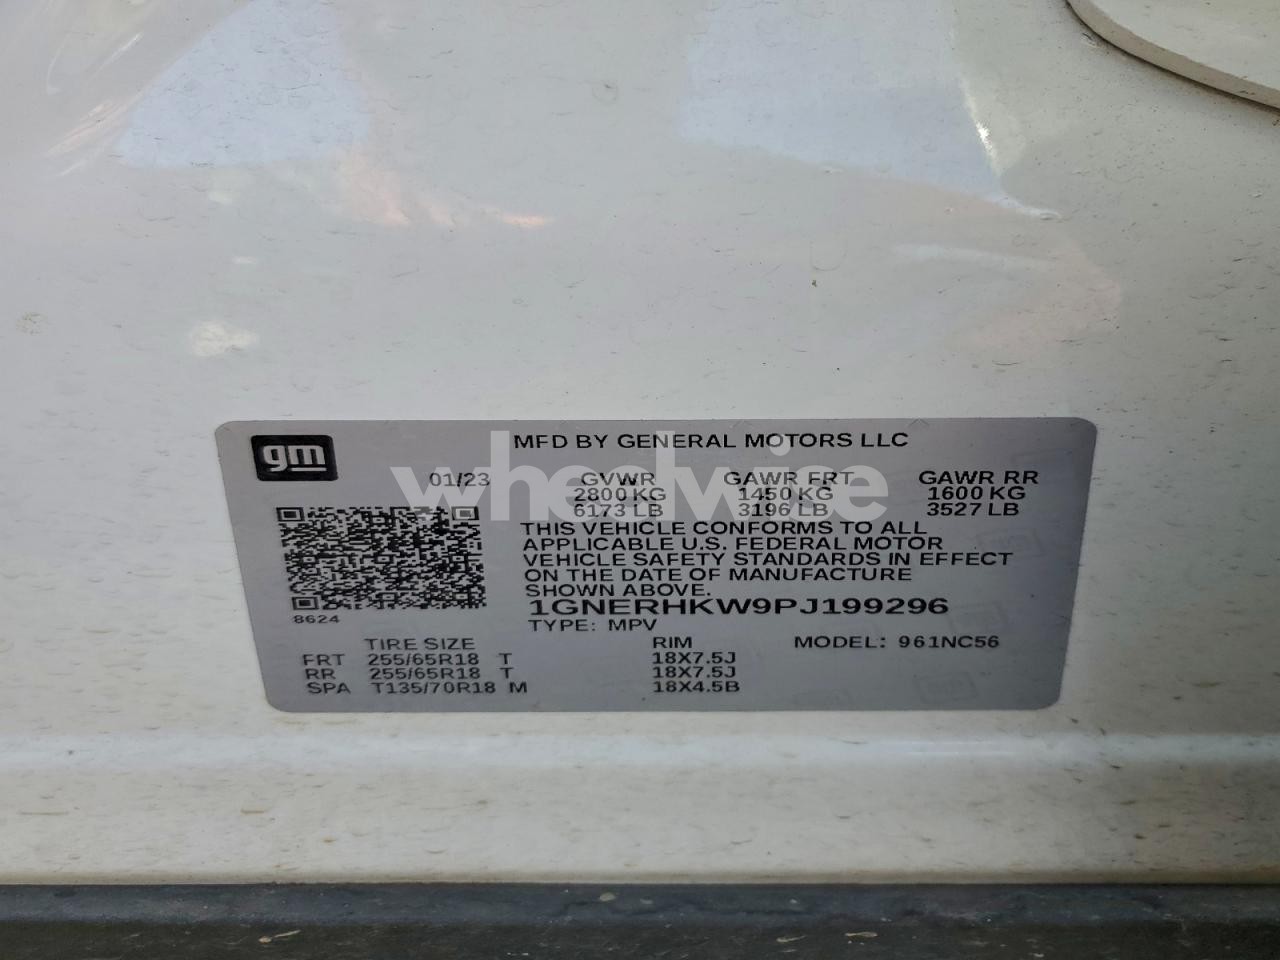 gm
MFD BY GENERAL MOTORS LLC
01/23 GVWR GAWR FRT GAWR RR
2800 KG 1450 KG 1600 KG
6173 LB 3196 LB 3527 LB
THIS VEHICLE CONFORMS TO ALL
APPLICABLE U.S. FEDERAL MOTOR
VEHICLE SAFETY STANDARDS IN EFFECT
ON THE DATE OF MANUFACTURE
SHOWN ABOVE.
1GNERHKW9PJ199296
8624
TYPE: MPV
TIRE SIZE RIM MODEL: 961NC56
FRT 255/65R18 T 18X7.5J
RR 255/65R18 T 18X7.5J
SPA T135/70R18 M 18X4.5B
wheelwise